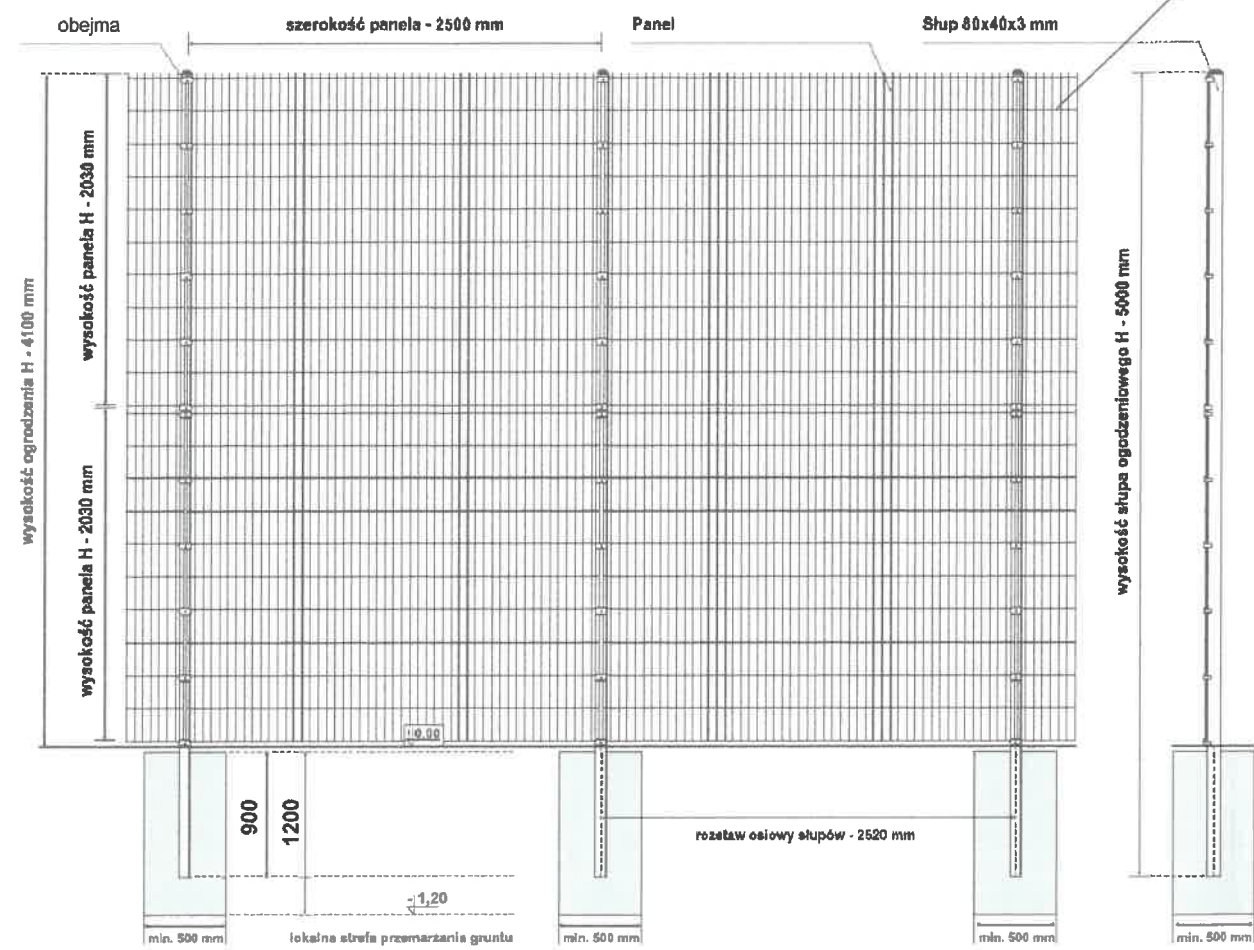 obejma
szerokość panela - 2500 mm
Panel
Słup 80x40x3 mm
wysokość ogrodzenia H - 4100 mm
wysokość panela H - 2030 mm
wysokość panela H - 2030 mm
wysokość słupa ogodzeniowego H - 5000 mm
0.00
900
1200
rozstaw osiowy słupów - 2520 mm
- 1,20
min. 500 mm
lokalna strefa przemarzania gruntu
min. 500 mm
min. 500 mm
min. 500 mm